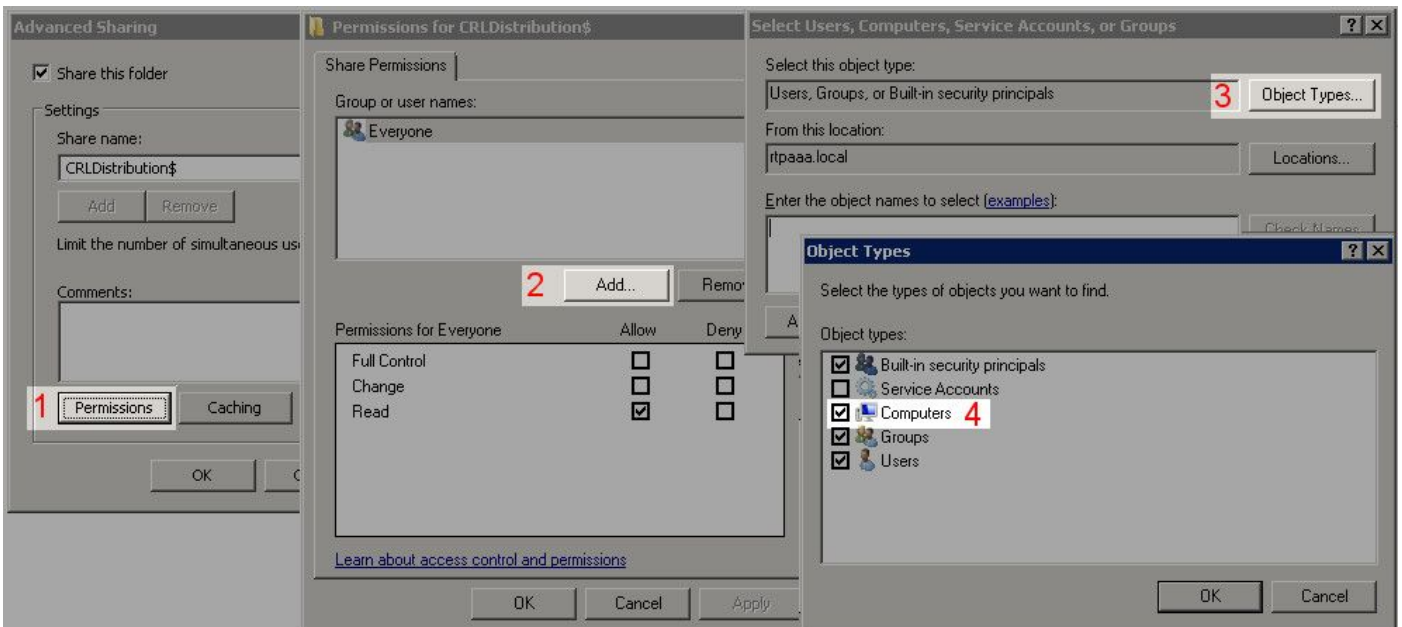 Advanced Sharing
Share this folder
Settings
Share name:
CRLDistribution$
Add Remove
Limit the number of simultaneous
Comments:
1 Permissions Caching
OK
Permissions for CRLDistribution$
Share Permissions
Group or user names:
Everyone
2 Add...
Permissions for Everyone Allow Deny
Full Control
Change
Read
Learn about access control and permissions
OK Cancel Apply
Select Users, Computers, Service Accounts, or Groups
Select this object type:
Users, Groups, or Built-in security principals 3 Object Types...
From this location:
rtpaaa.local Locations...
Enter the object names to select (examples):
Check Names
Object Types
Select the types of objects you want to find.
Object types:
Built-in security principals
Service Accounts
Computers 4
Groups
Users
OK Cancel